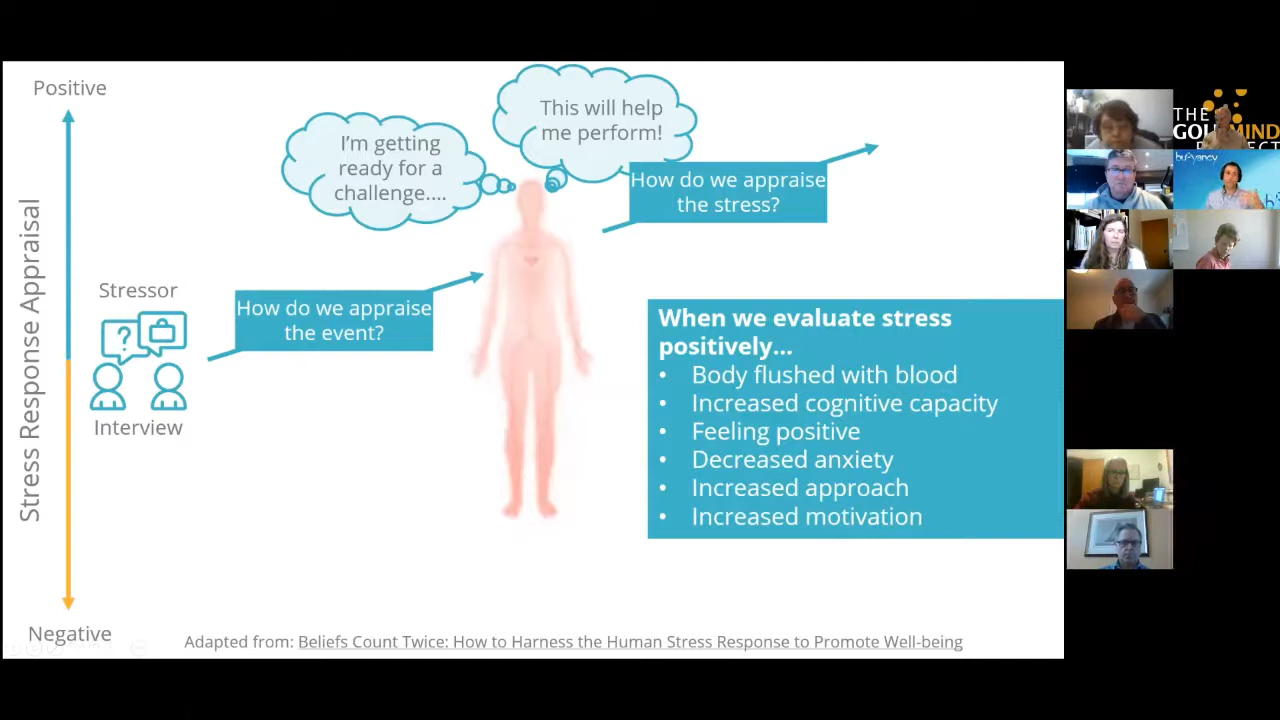 Positive
Stress Response Appraisal
Negative
Stressor
?
Interview
How do we appraise
the event?
I'm getting
ready for a
challenge....
This will help
me perform!
How do we appraise
the stress?
When we evaluate stress
positively...
• Body flushed with blood
• Increased cognitive capacity
• Feeling positive
• Decreased anxiety
• Increased approach
• Increased motivation
Adapted from: Beliefs Count Twice: How to Harness the Human Stress Response to Promote Well-being
THE
MIND